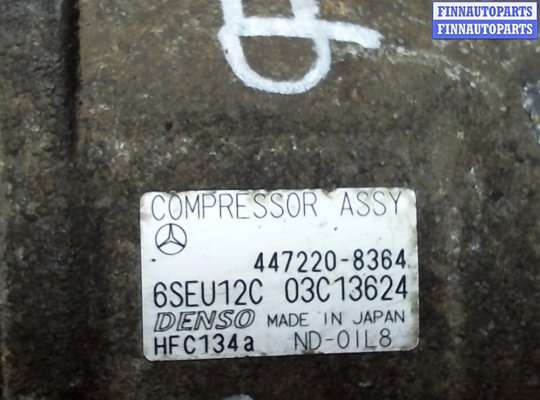 FINNAUTOPARTS
FINNAUTOPARTS
COMPRESSOR ASSY
447220-8364
6SEU12C 03C13624
DENSO MADE IN JAPAN
HFC134a ND-OIL8